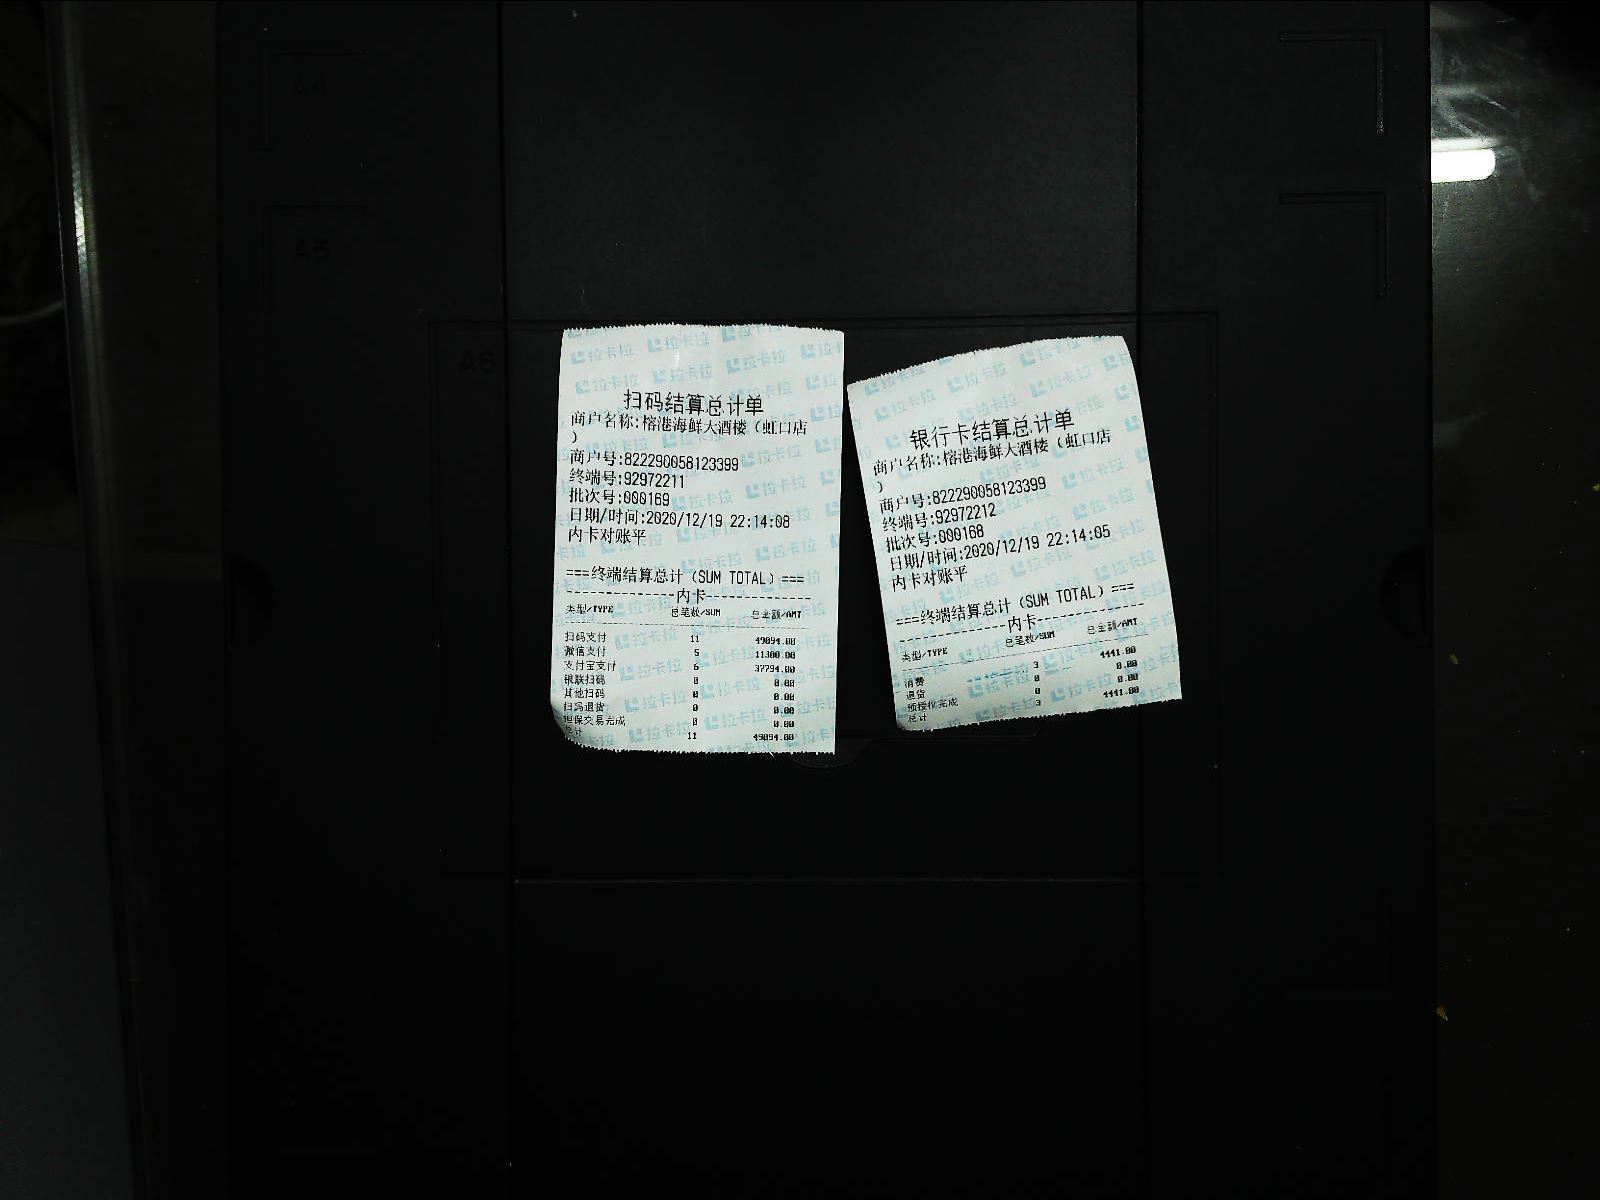 A4
A5
A6
扫码结算总计单
商户名称:榕港海鲜大酒楼（虹口店
）
商户号:822290058123399
终端号:92972211
批次号:000169
日期/时间:2020/12/19 22:14:08
内卡对账平
===终端结算总计（SUM TOTAL）===
内卡
类型/TYPE 总笔数/SUM 总金额/AMT
扫码支付 11 49094.00
微信支付 5 11300.00
支付宝支付 6 37794.00
银联扫码 0 0.00
其他扫码 0 0.00
扫码退货 0 0.00
担保交易完成 0 0.00
总计 11 49094.00
银行卡结算总计单
商户名称:榕港海鲜大酒楼（虹口店
）
商户号:822290058123399
终端号:92972212
批次号:000168
日期/时间:2020/12/19 22:14:05
内卡对账平
===终端结算总计（SUM TOTAL）===
内卡
类型/TYPE 总笔数/SUM 总金额/AMT
消费 3 4441.00
退货 0 0.00
预授权完成 0 0.00
总计 3 4441.00
拉卡拉